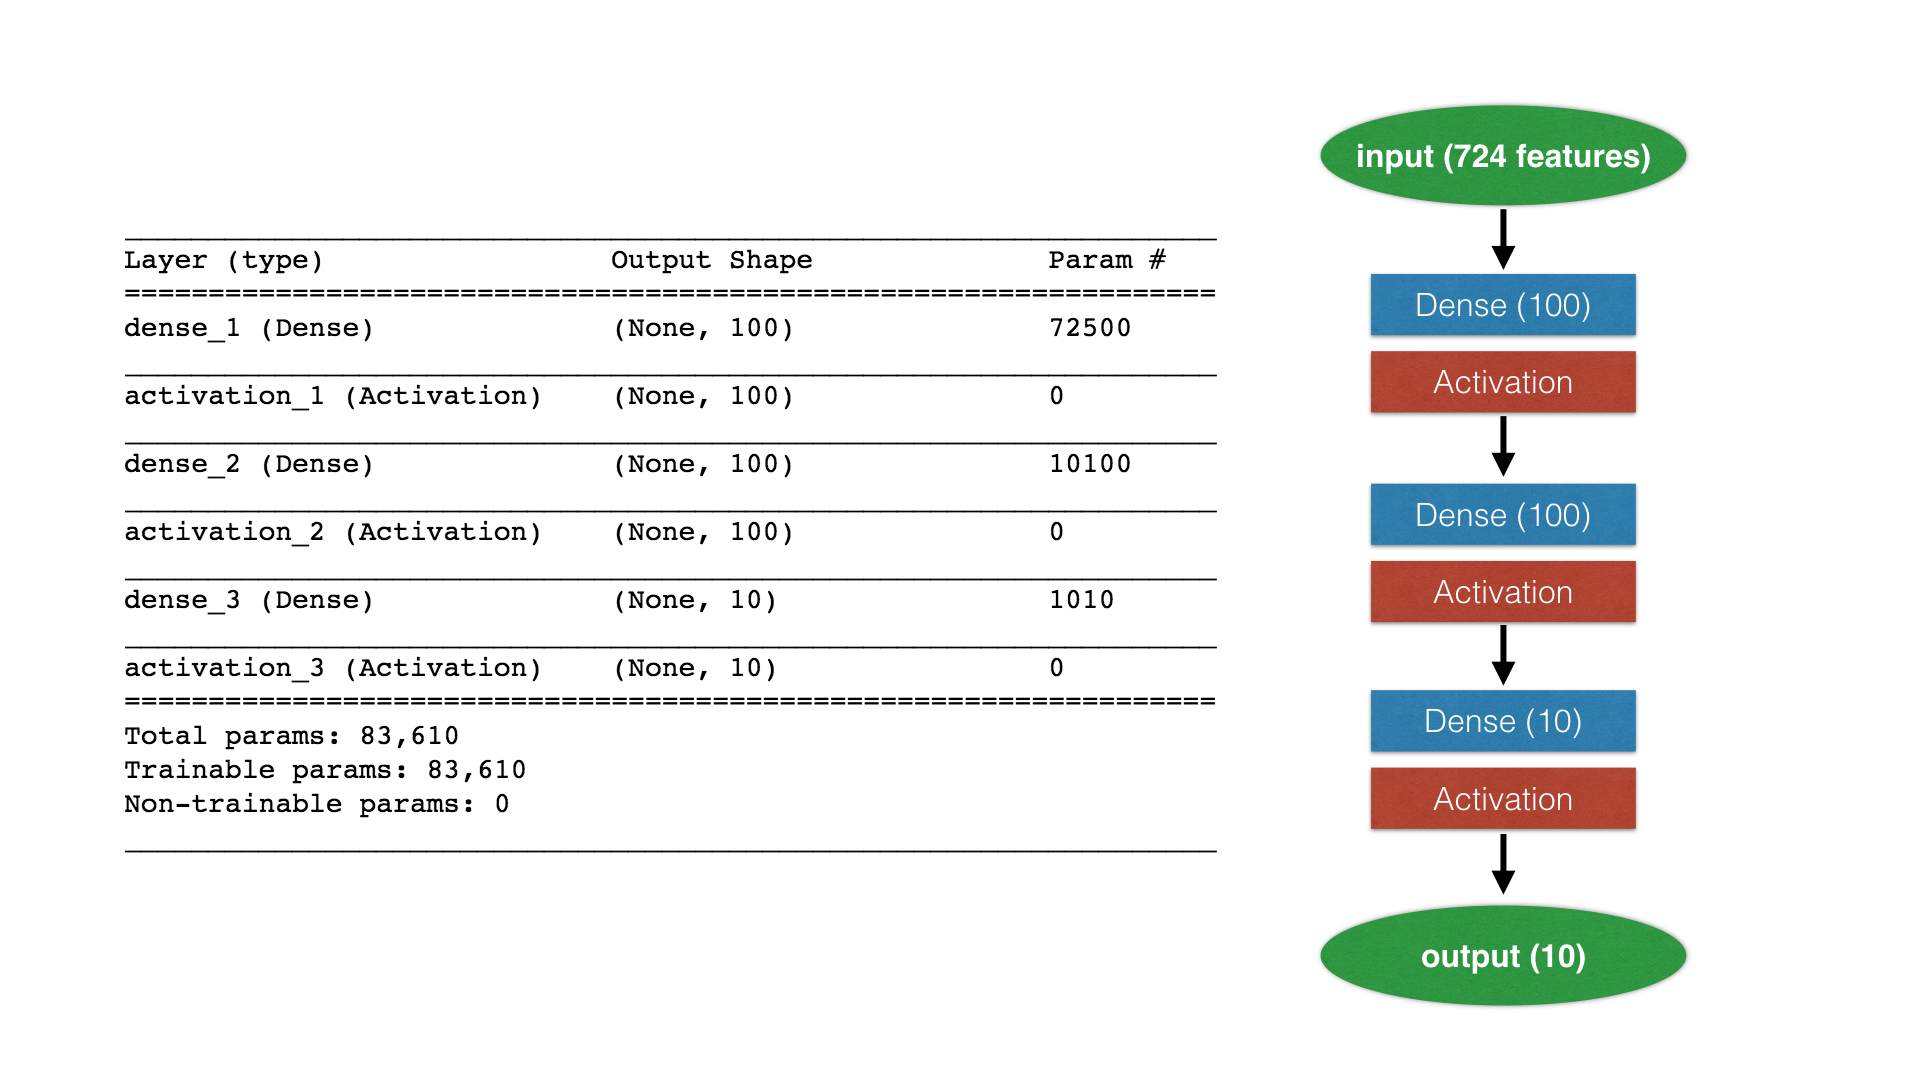 Layer (type) Output Shape Param #
=================================================================
dense_1 (Dense) (None, 100) 72500
activation_1 (Activation) (None, 100) 0
dense_2 (Dense) (None, 100) 10100
activation_2 (Activation) (None, 100) 0
dense_3 (Dense) (None, 10) 1010
activation_3 (Activation) (None, 10) 0
=================================================================
Total params: 83,610
Trainable params: 83,610
Non-trainable params: 0
input (724 features)
Dense (100)
Activation
Dense (100)
Activation
Dense (10)
Activation
output (10)